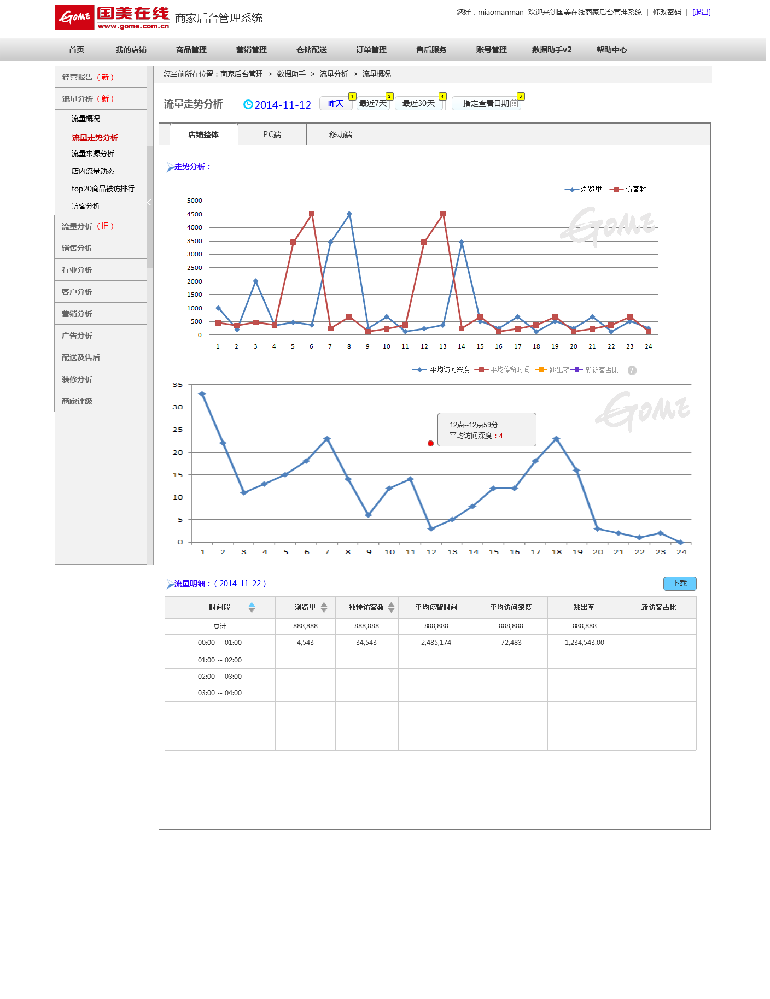 GOME 国美在线 www.gome.com.cn 商家后台管理系统
您好，miaomanman 欢迎来到国美在线商家后台管理系统 | 修改密码 | [退出]
首页 我的店铺 商品管理 营销管理 仓储配送 订单管理 售后服务 账号管理 数据助手v2 帮助中心
经营报告（新）
流量分析（新）
流量概况
流量走势分析
流量来源分析
店内流量动态
top20商品被访排行
访客分析
流量分析（旧）
销售分析
行业分析
客户分析
营销分析
广告分析
配送及售后
装修分析
商家评级
您当前所在位置：商家后台管理 > 数据助手 > 流量分析 > 流量概况
流量走势分析 2014-11-12 昨天 1 最近7天 2 最近30天 4 指定查看日期 3
店铺整体 PC端 移动端
走势分析：
浏览量 访客数
GOME
5000
4500
4000
3500
3000
2500
2000
1500
1000
500
0
1 2 3 4 5 6 7 8 9 10 11 12 13 14 15 16 17 18 19 20 21 22 23 24
平均访问深度 平均停留时间 跳出率 新访客占比 ?
GOME
35
30
25
20
15
10
5
0
12点--12点59分
平均访问深度：4
1 2 3 4 5 6 7 8 9 10 11 12 13 14 15 16 17 18 19 20 21 22 23 24
流量明细：（2014-11-22） 下载
时间段 浏览量 独特访客数 平均停留时间 平均访问深度 跳出率 新访客占比
总计 888,888 888,888 888,888 888,888 888,888
00:00 -- 01:00 4,543 34,543 2,485,174 72,483 1,234,543.00
01:00 -- 02:00
02:00 -- 03:00
03:00 -- 04:00